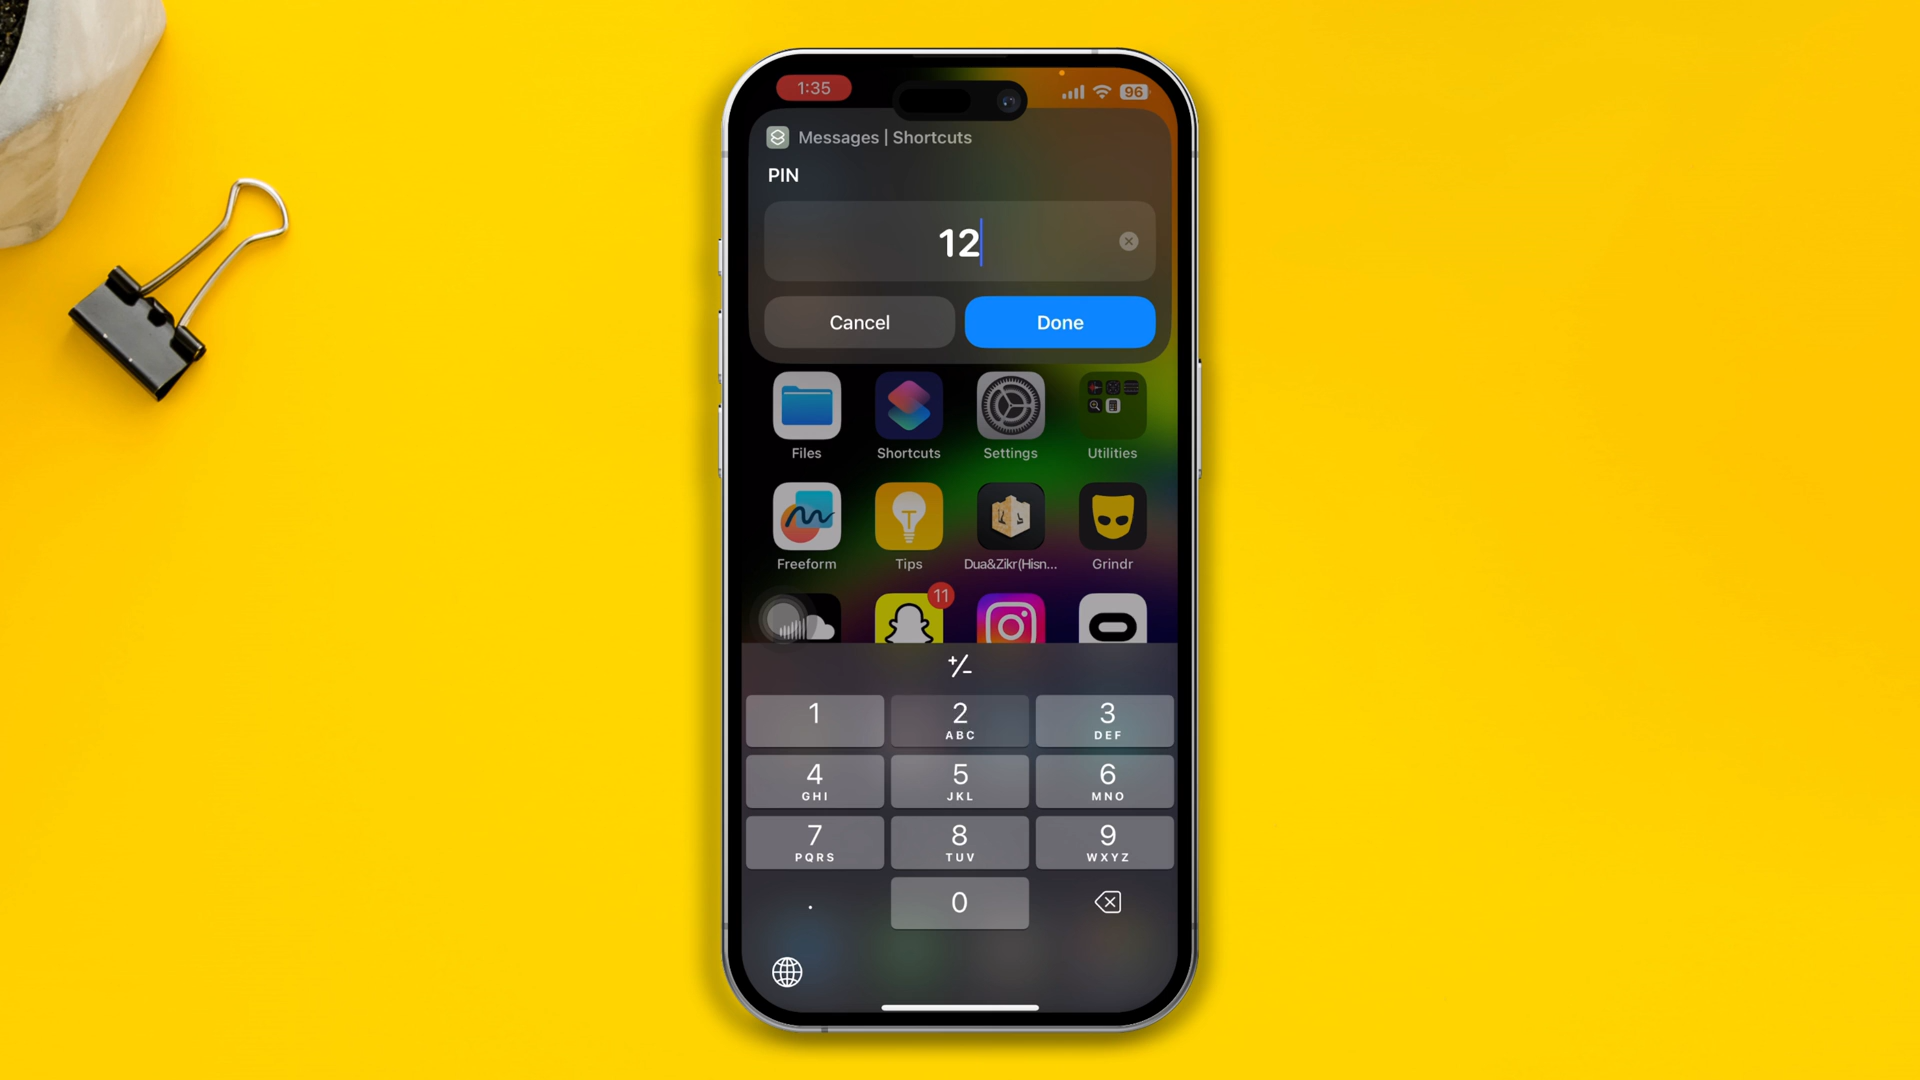 1:35
96
Messages | Shortcuts
PIN
12
Cancel
Done
Files
Shortcuts
Settings
Utilities
Freeform
Tips
Dua&Zikr(Hisn...
Grindr
11
+/-
1
2
ABC
3
DEF
4
GHI
5
JKL
6
MNO
7
PQRS
8
TUV
9
WXYZ
.
0